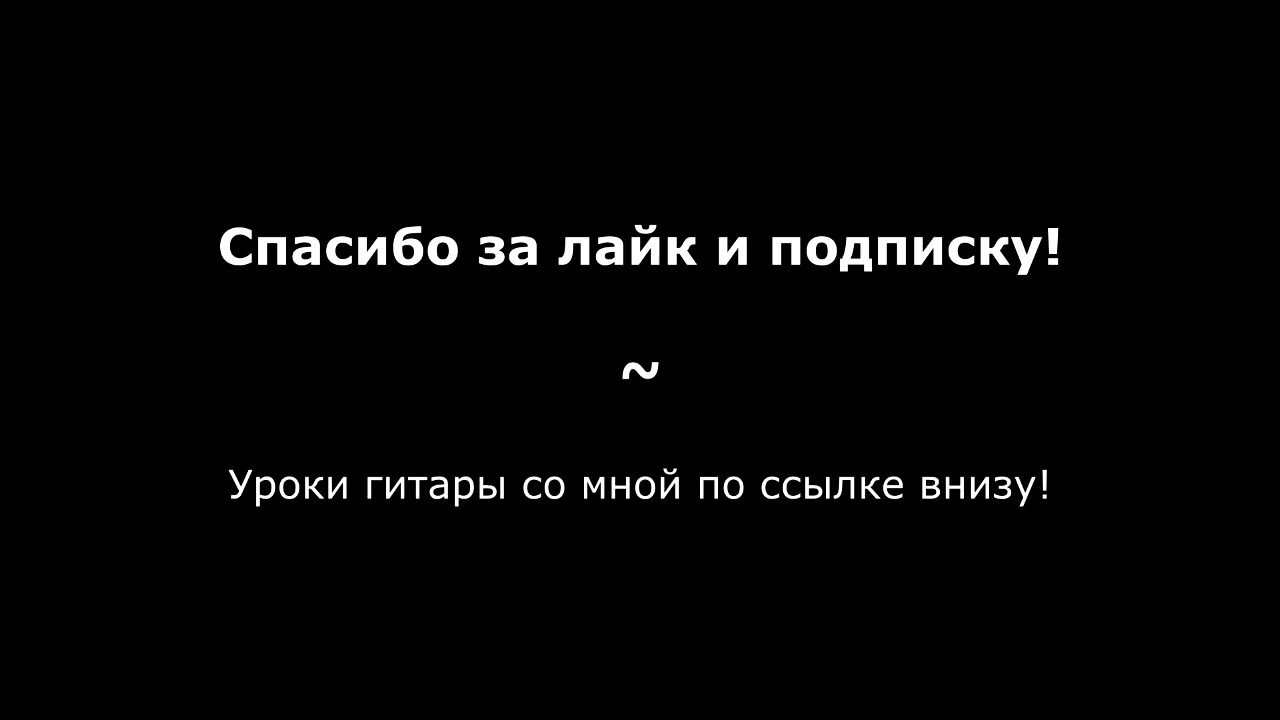 Спасибо за лайк и подписку!
~
Уроки гитары со мной по ссылке внизу!